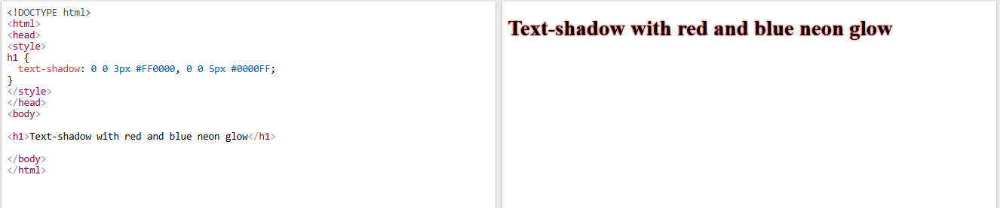 <!DOCTYPE html>
<html>
<head>
<style>
h1 {
  text-shadow: 0 0 3px #FF0000, 0 0 5px #0000FF;
}
</style>
</head>
<body>
<h1>Text-shadow with red and blue neon glow</h1>
</body>
</html>
Text-shadow with red and blue neon glow